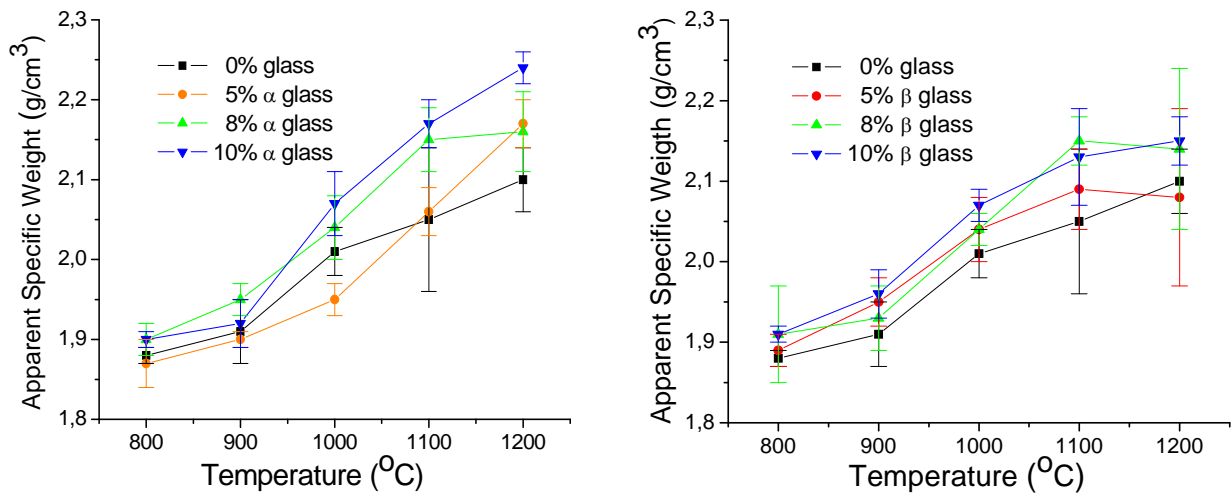 2,3
2,2
2,1
2,0
1,9
1,8
Apparent Specific Weight (g/cm³)
0% glass
5% α glass
8% α glass
10% α glass
800 900 1000 1100 1200
Temperature (ºC)
2,3
2,2
2,1
2,0
1,9
1,8
Apparent Specific Weigth (g/cm³)
0% glass
5% β glass
8% β glass
10% β glass
800 900 1000 1100 1200
Temperature (ºC)